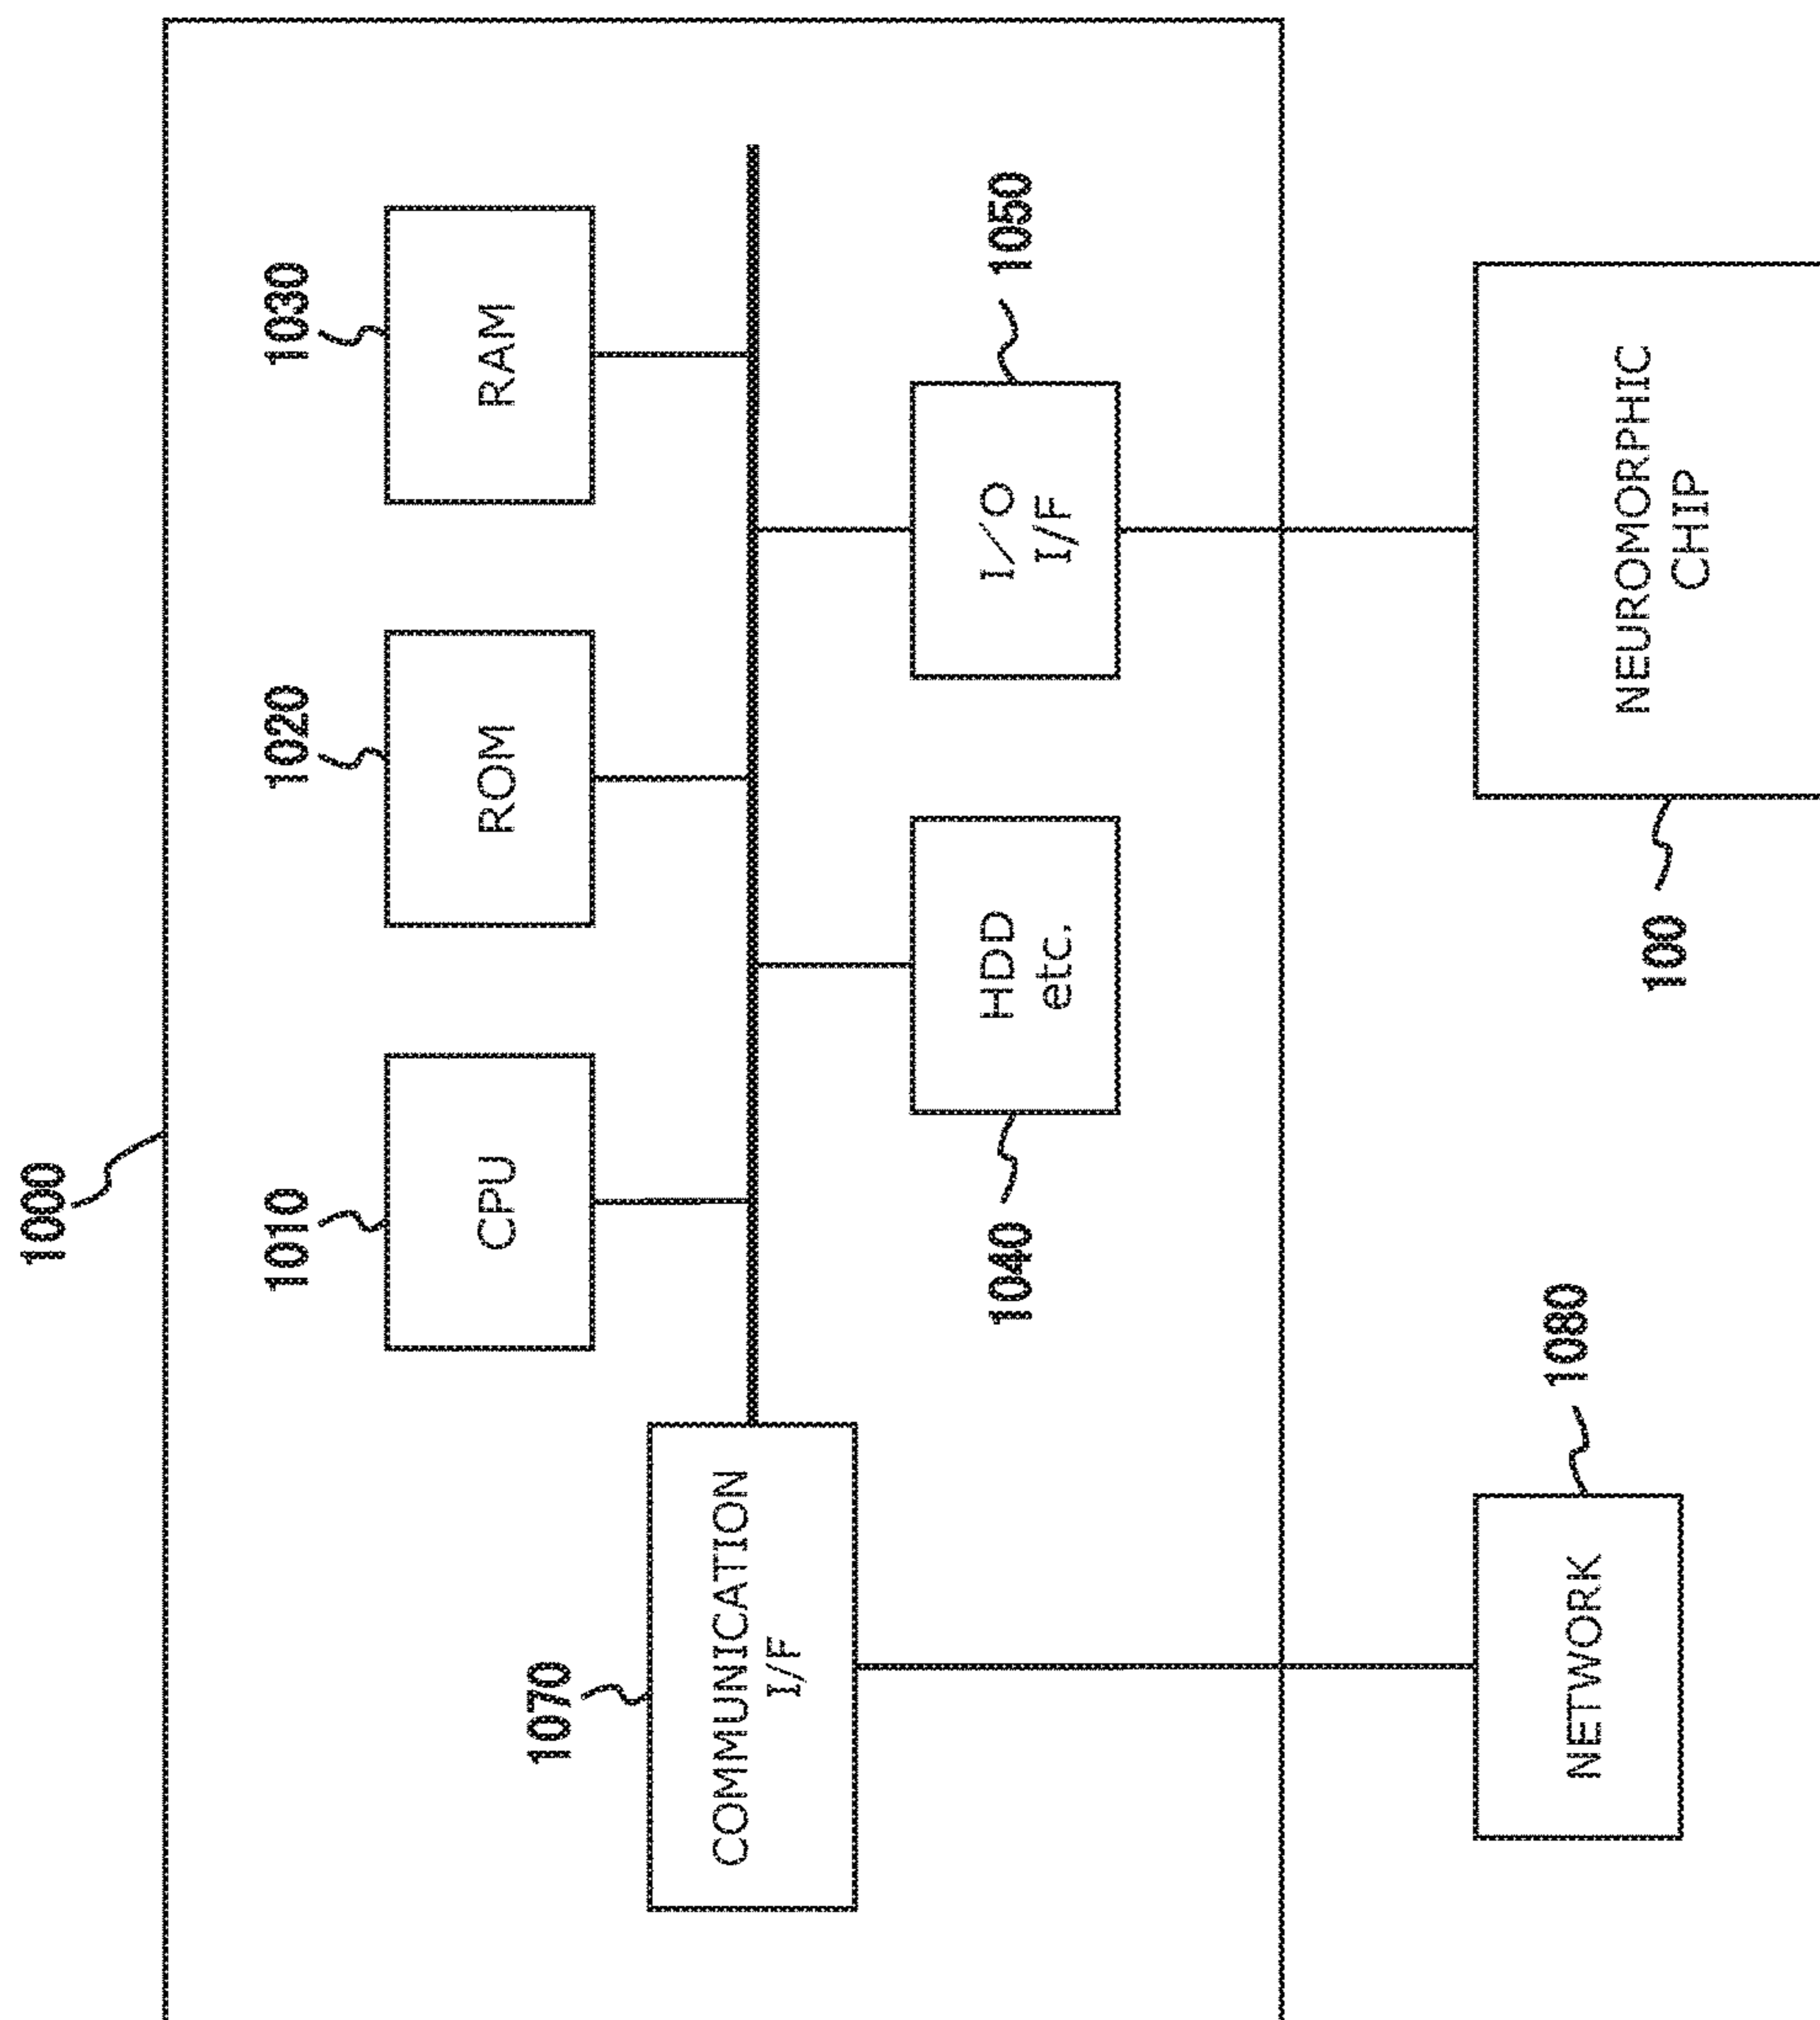 1000
1010
CPU
1020
ROM
1030
RAM
1070
COMMUNICATION
I/F
1040
HDD
etc.
1050
I/O
I/F
1080
NETWORK
100
NEUROMORPHIC
CHIP